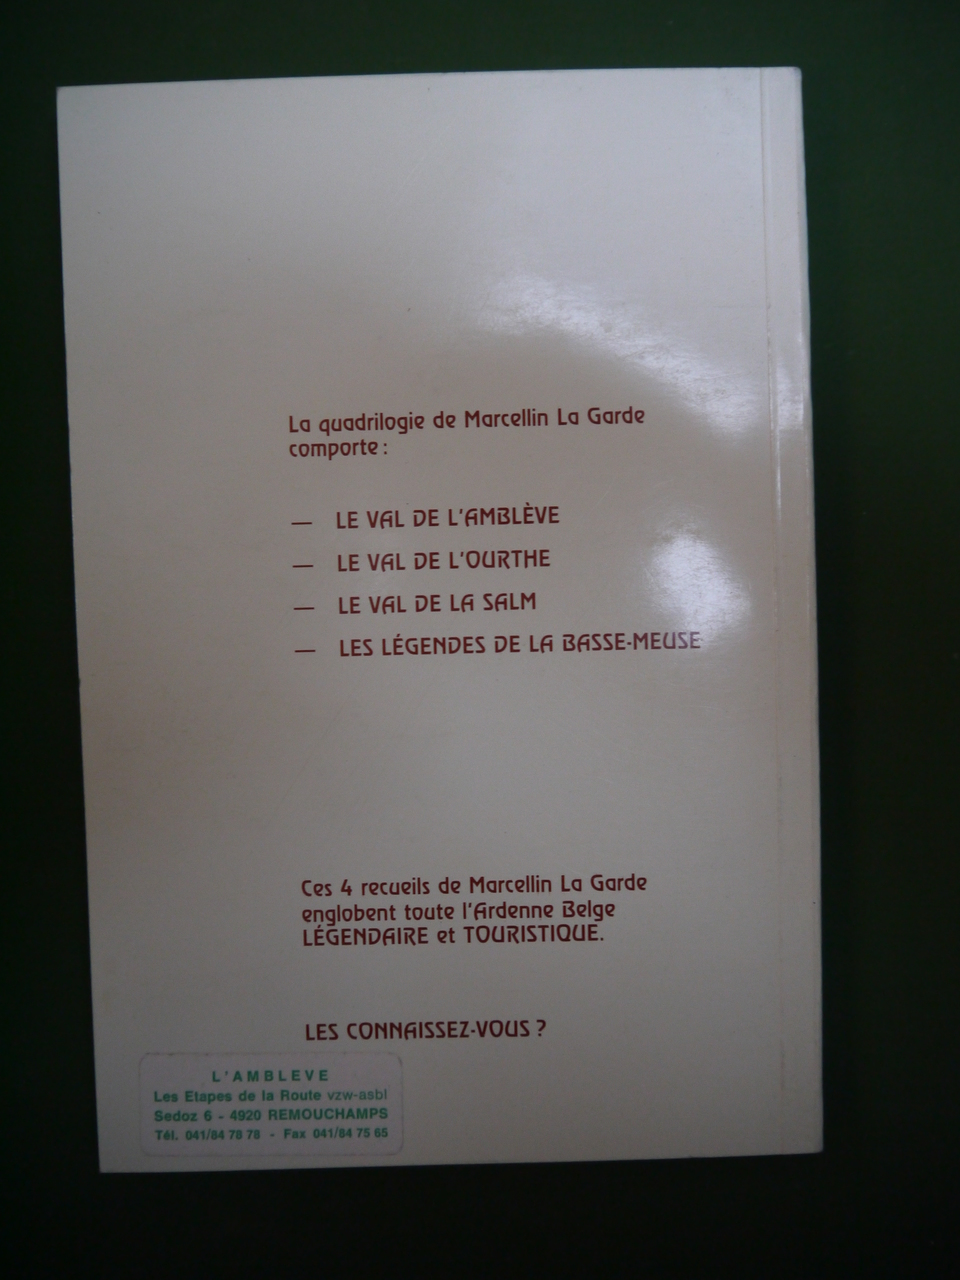 La quadrilogie de Marcellin La Garde
comporte :
— LE VAL DE L'AMBLÈVE
— LE VAL DE L'OURTHE
— LE VAL DE LA SALM
— LES LÉGENDES DE LA BASSE-MEUSE
Ces 4 recueils de Marcellin La Garde
englobent toute l'Ardenne Belge
LÉGENDAIRE et TOURISTIQUE.
LES CONNAISSEZ-VOUS ?
L'AMBLEVE
Les Etapes de la Route vzw-asbl
Sedoz 6 - 4920 REMOUCHAMPS
Tél. 041/84 78 78 - Fax 041/84 75 65